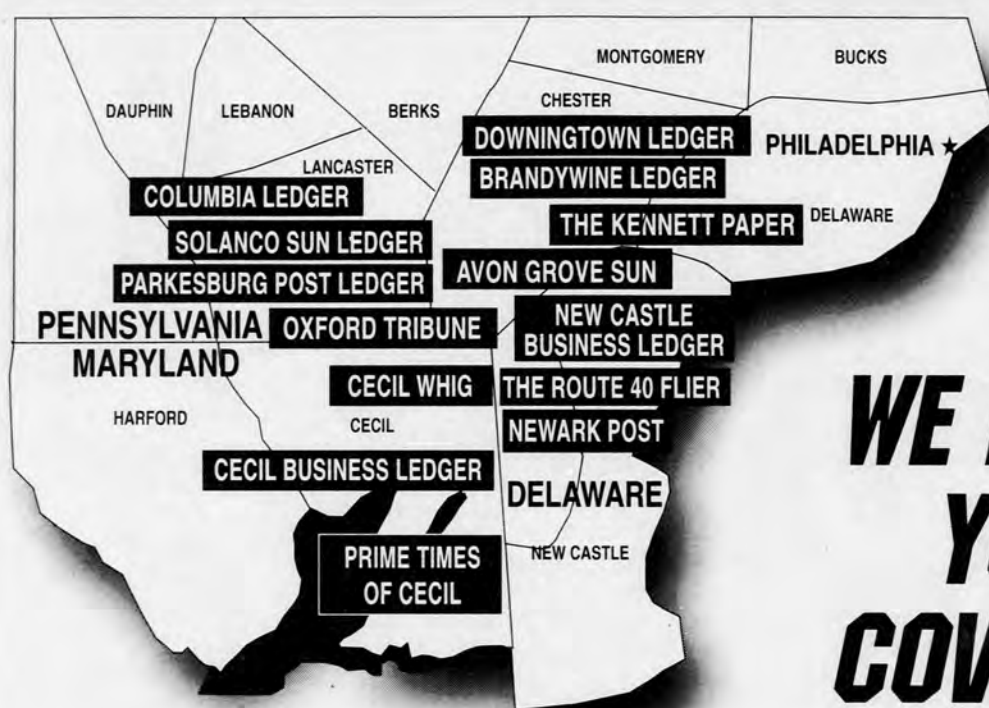 MONTGOMERY
BUCKS
DAUPHIN
LEBANON
BERKS
CHESTER
DOWNINGTOWN LEDGER
PHILADELPHIA ★
LANCASTER
BRANDYWINE LEDGER
COLUMBIA LEDGER
THE KENNETT PAPER
DELAWARE
SOLANCO SUN LEDGER
AVON GROVE SUN
PARKESBURG POST LEDGER
PENNSYLVANIA
OXFORD TRIBUNE
NEW CASTLE
BUSINESS LEDGER
MARYLAND
CECIL WHIG
THE ROUTE 40 FLIER
HARFORD
CECIL
NEWARK POST
CECIL BUSINESS LEDGER
DELAWARE
PRIME TIMES
OF CECIL
NEW CASTLE
WE
COV